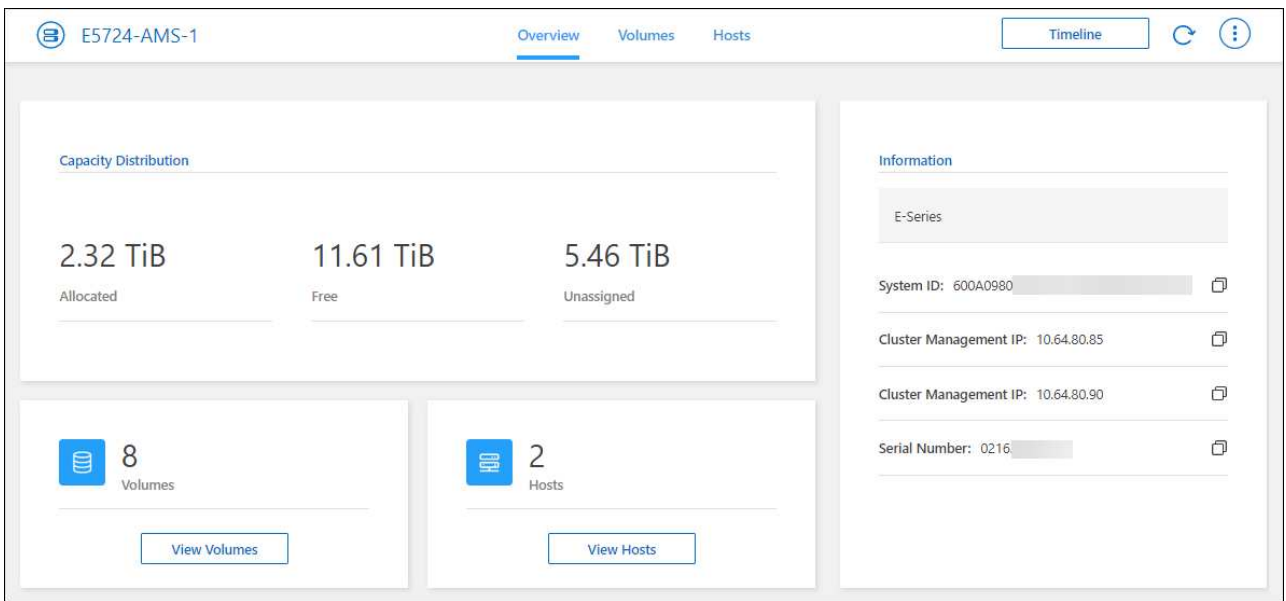 E5724-AMS-1
Overview
Volumes
Hosts
Timeline
Capacity Distribution
2.32 TiB
Allocated
11.61 TiB
Free
5.46 TiB
Unassigned
8
Volumes
View Volumes
2
Hosts
View Hosts
Information
E-Series
System ID: 600A0980
Cluster Management IP: 10.64.80.85
Cluster Management IP: 10.64.80.90
Serial Number: 0216